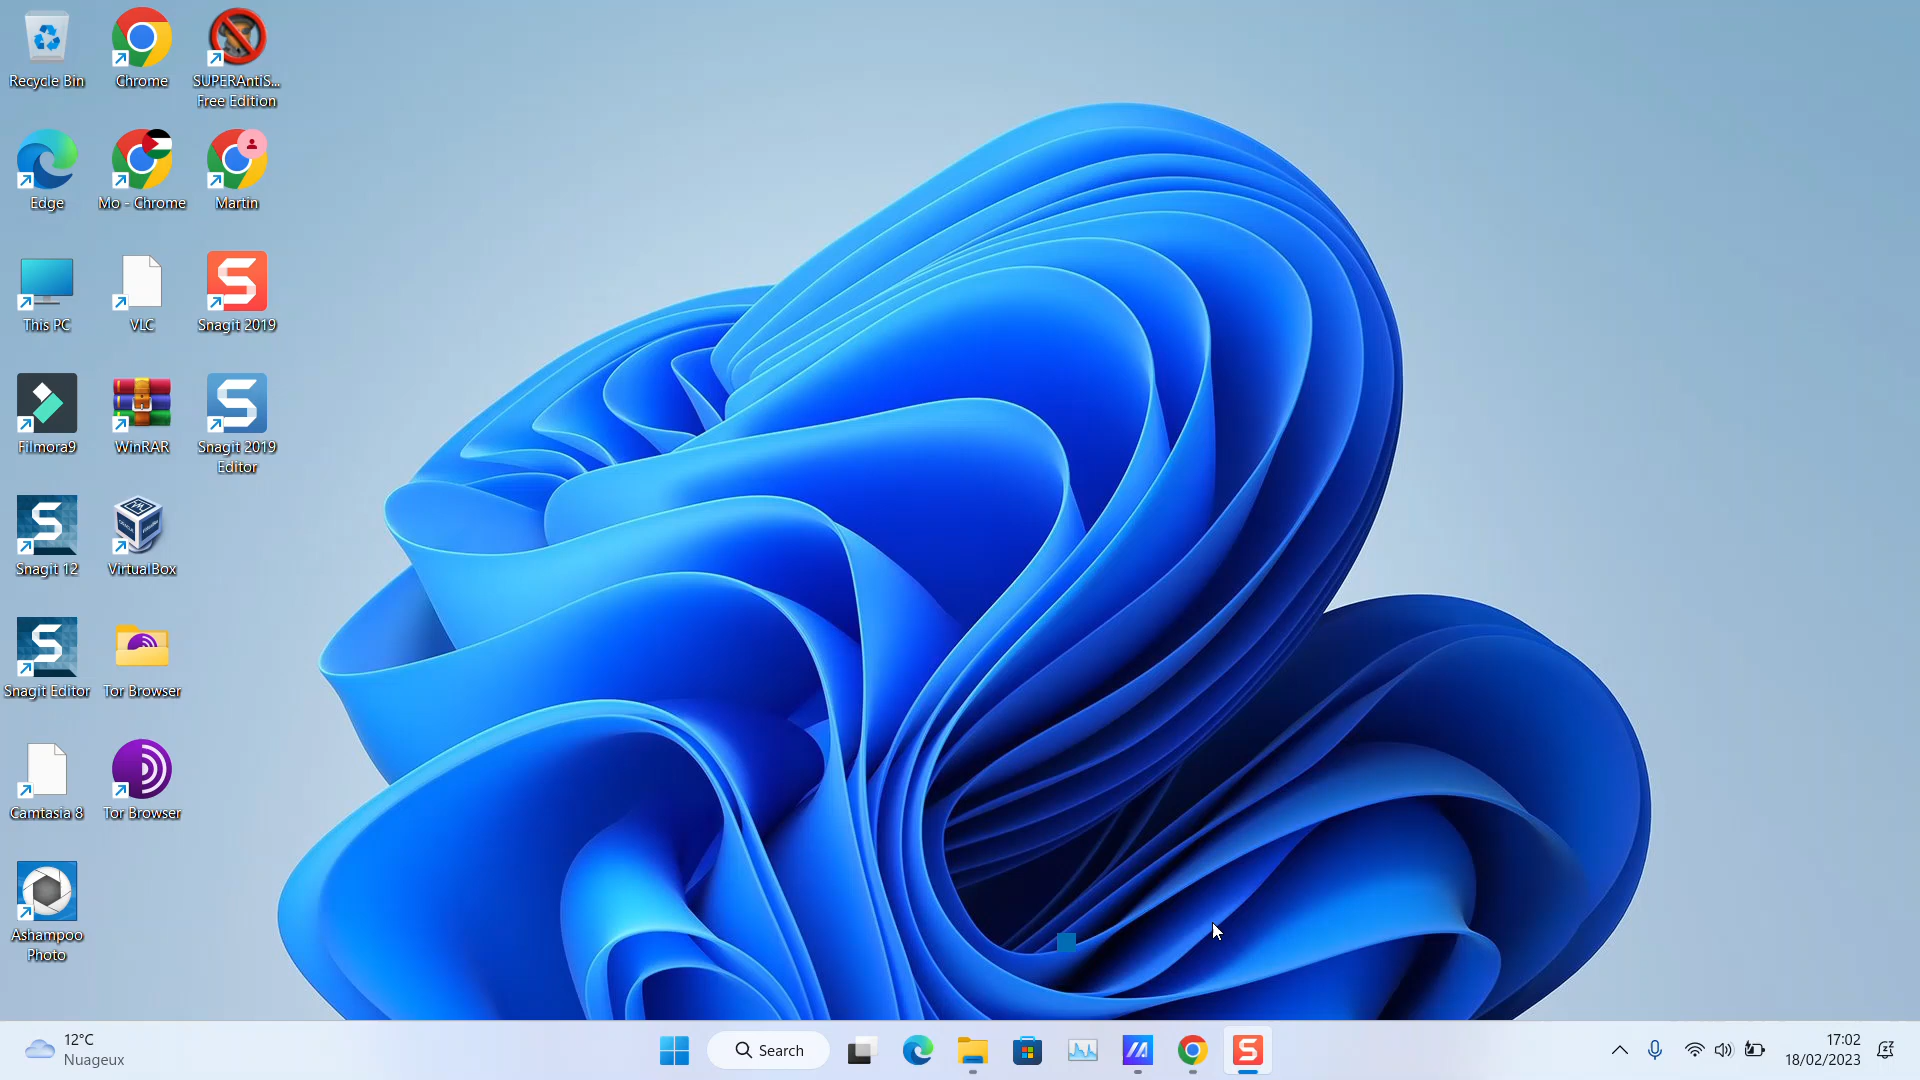 Recycle Bin
Chrome
SUPERAntiS...
Free Edition
Edge
Mo - Chrome
Martin
This PC
VLC
Snagit 2019
Filmora9
WinRAR
Snagit 2019
Editor
Snagit 12
VirtualBox
Snagit Editor
Tor Browser
Camtasia 8
Tor Browser
Ashampoo
Photo
12°C
Nuageux
Search
17:02
18/02/2023